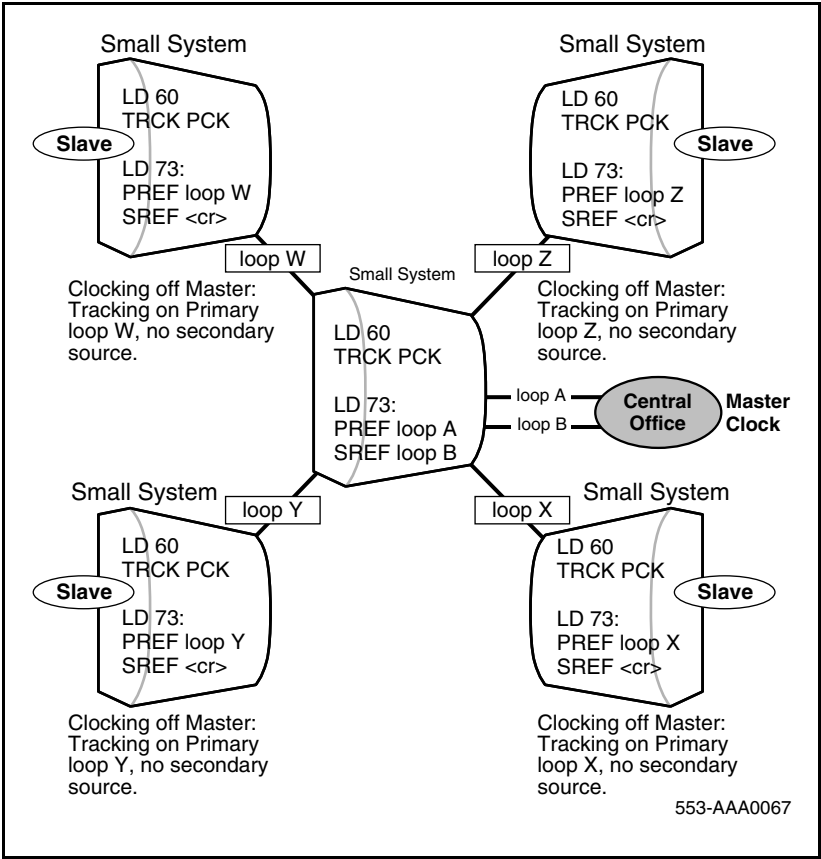 Small System
LD 60
TRCK PCK
Slave
LD 73:
PREF loop W
SREF <cr>
loop W
Clocking off Master:
Tracking on Primary
loop W, no secondary
source.
Small System
LD 60
TRCK PCK
Slave
LD 73:
PREF loop Z
SREF <cr>
loop Z
Clocking off Master:
Tracking on Primary
loop Z, no secondary
source.
Small System
LD 60
TRCK PCK
LD 73:
PREF loop A
SREF loop B
loop A
loop B
Central
Office
Master
Clock
Small System
loop Y
LD 60
TRCK PCK
Slave
LD 73:
PREF loop Y
SREF <cr>
Clocking off Master:
Tracking on Primary
loop Y, no secondary
source.
Small System
loop X
LD 60
TRCK PCK
Slave
LD 73:
PREF loop X
SREF <cr>
Clocking off Master:
Tracking on Primary
loop X, no secondary
source.
553-AAA0067